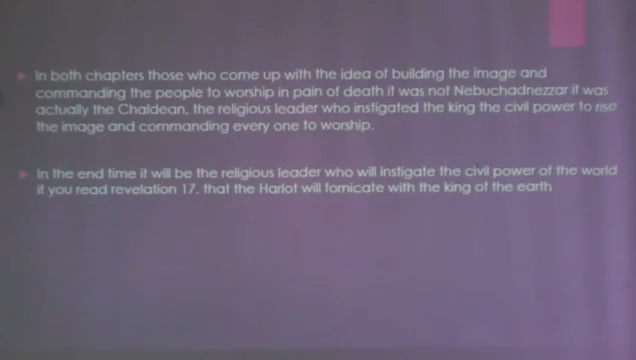 In both chapters those who come up with the idea of building the image and
commanding the people to worship in pain of death it was not Nebuchadnezzar it was
actually the Chaldean, the religious leader who instigated the king the civil power to rise
the image and commanding every one to worship.
In the end time it will be the religious leader who will instigate the civil power of the world
if you read revelation 17. that the Harlot will fornicate with the king of the earth